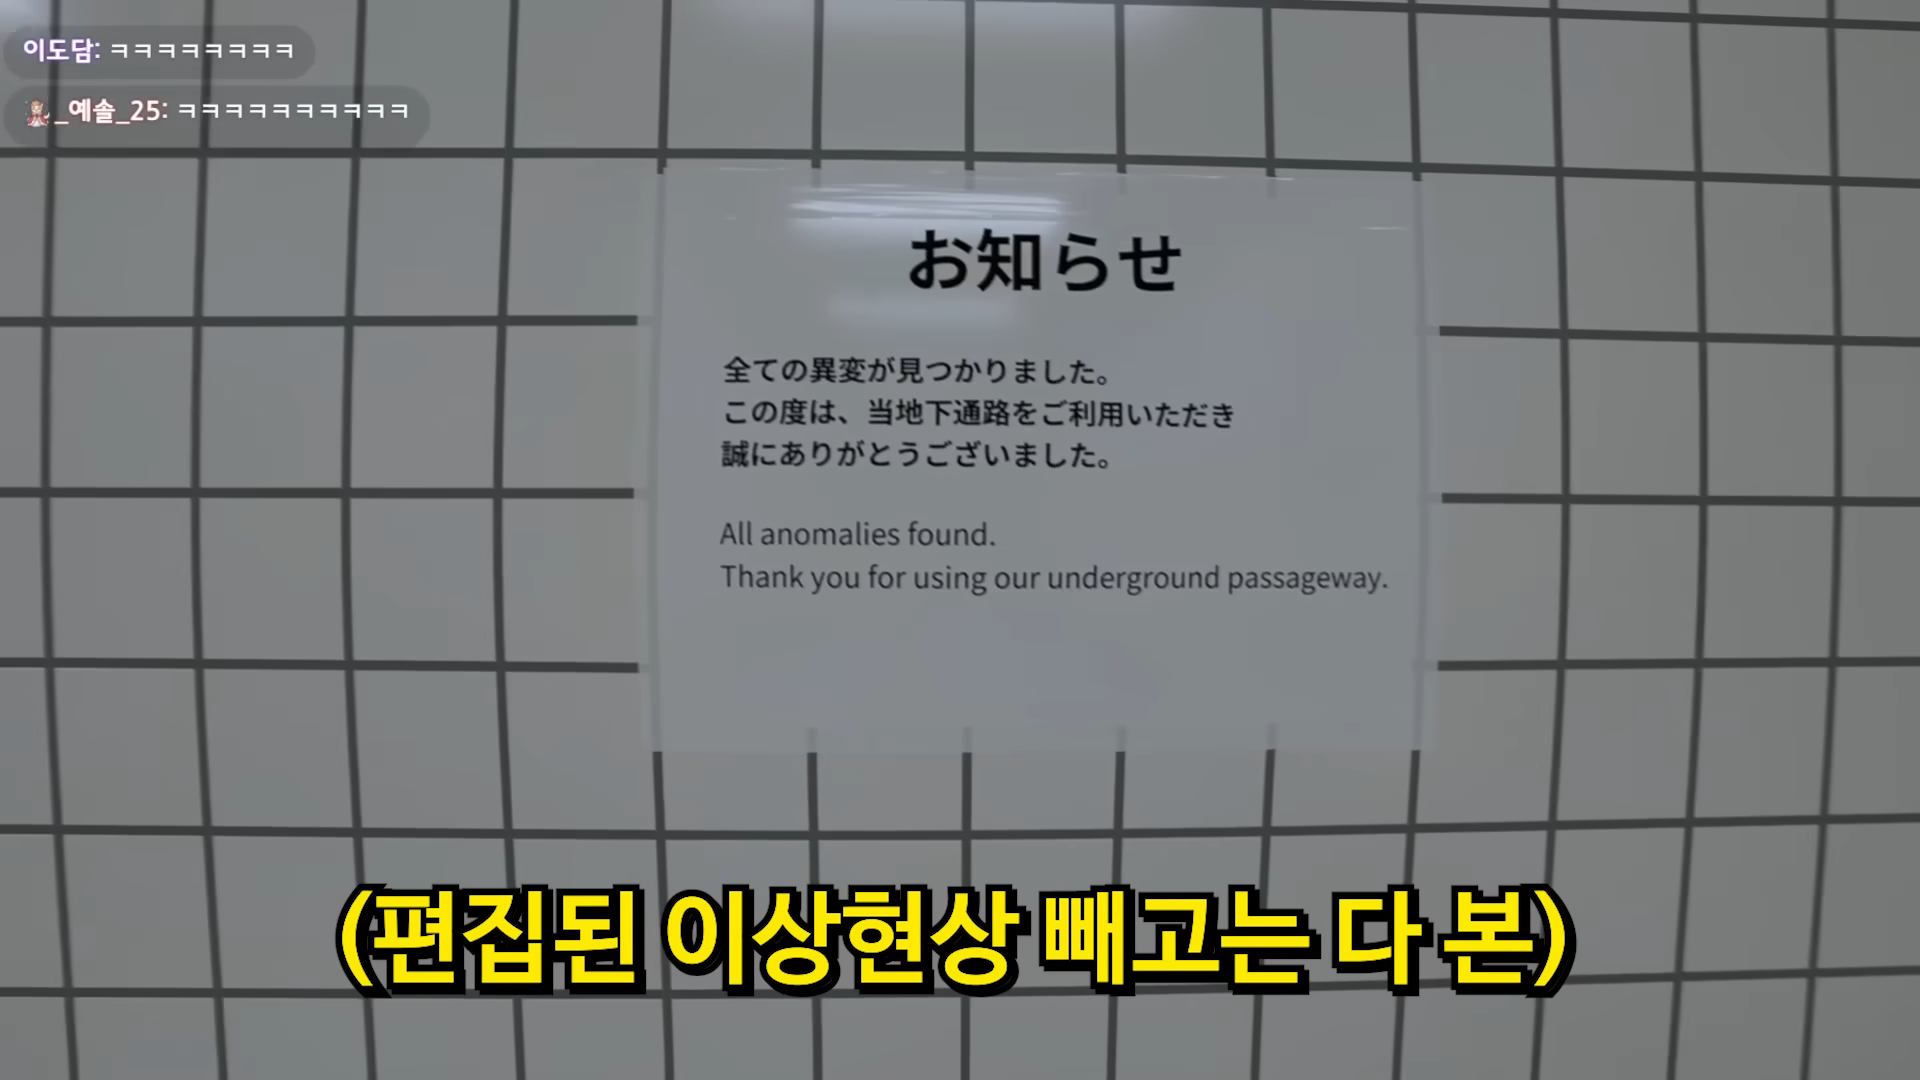 이도담: ㅋㅋㅋㅋㅋㅋㅋㅋ
_예솔_25: ㅋㅋㅋㅋㅋㅋㅋㅋㅋㅋ
お知らせ
全ての異変が見つかりました。
この度は、当地下通路をご利用いただき
誠にありがとうございました。
All anomalies found.
Thank you for using our underground passageway.
(편집된 이상현상 빼고는 다 본)